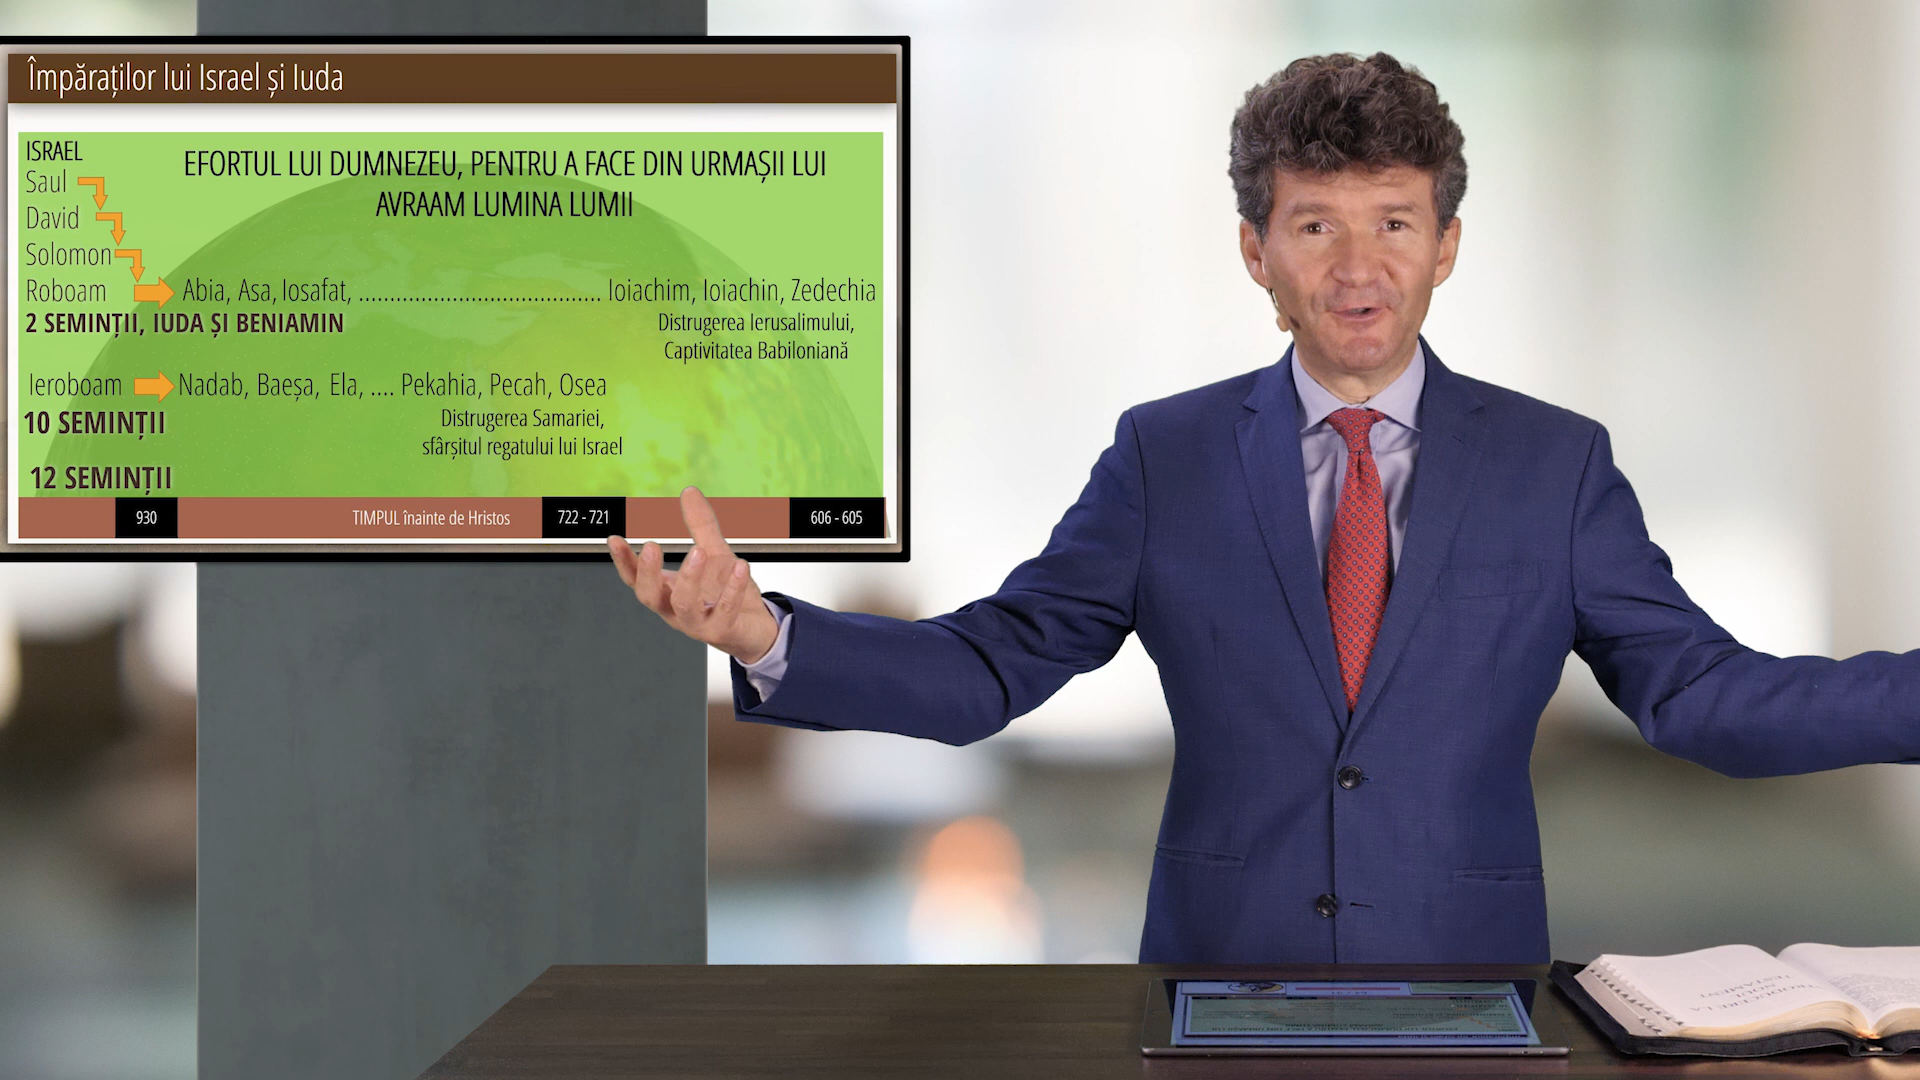 Împăraților lui Israel și Iuda
ISRAEL
EFORTUL LUI DUMNEZEU, PENTRU A FACE DIN URMAȘII LUI
AVRAAM LUMINA LUMII
Saul
David
Solomon
Roboam Abia, Asa, Iosafat, ....................................... Ioiachim, Ioiachin, Zedechia
2 SEMINȚII, IUDA ȘI BENIAMIN
Distrugerea Ierusalimului,
Captivitatea Babiloniană
Ieroboam Nadab, Baeșa, Ela, .... Pekahia, Pecah, Osea
10 SEMINȚII
Distrugerea Samariei,
sfârșitul regatului lui Israel
12 SEMINȚII
930 TIMPUL înainte de Hristos 722 - 721 606 - 605